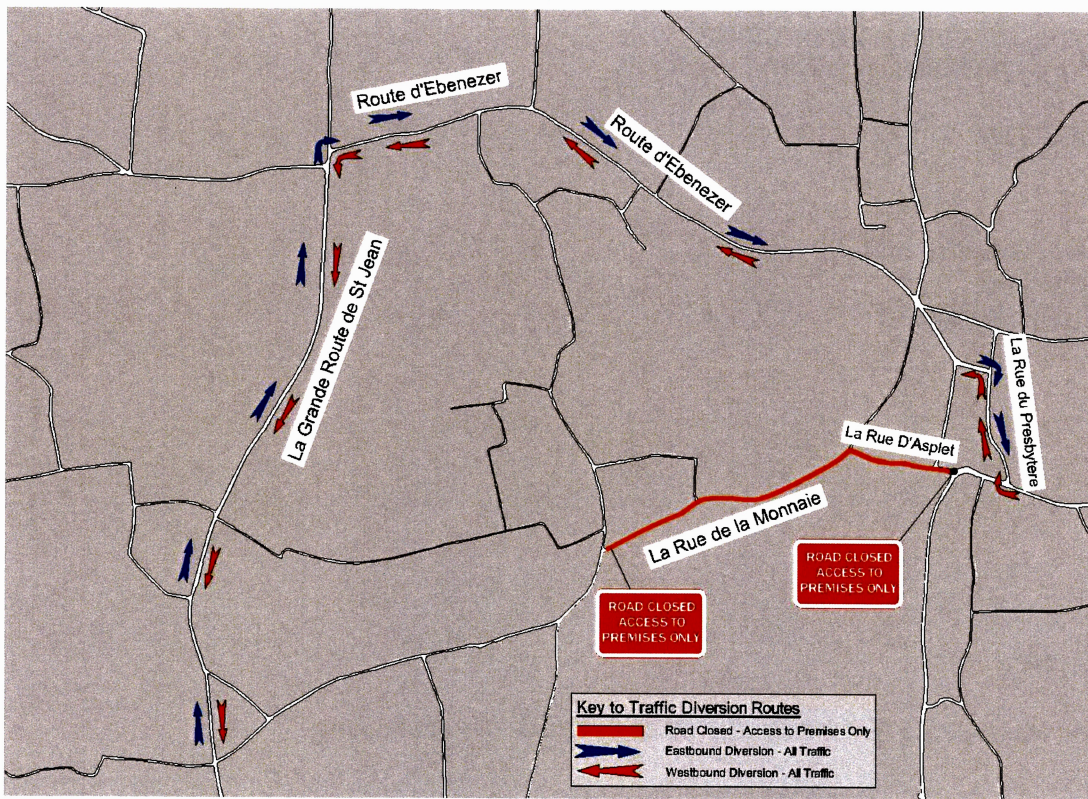 Route d'Ebenezer
Route d'Ebenezer
La Grande Route de St Jean
La Rue du Presbytere
La Rue D'Asplet
La Rue de la Monnaie
ROAD CLOSED
ACCESS TO
PREMISES ONLY
ROAD CLOSED
ACCESS TO
PREMISES ONLY
Key to Traffic Diversion Routes
Road Closed - Access to Premises Only
Eastbound Diversion - All Traffic
Westbound Diversion - All Traffic